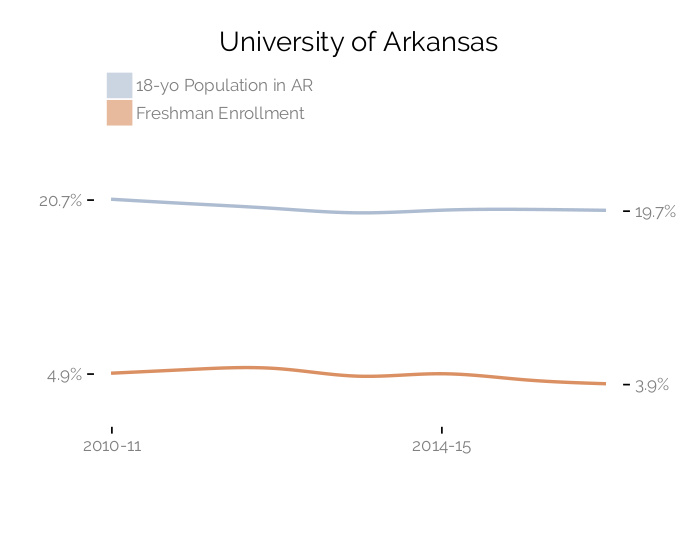 University of Arkansas
18-yo Population in AR
Freshman Enrollment
20.7%
19.7%
4.9%
3.9%
2010-11
2014-15